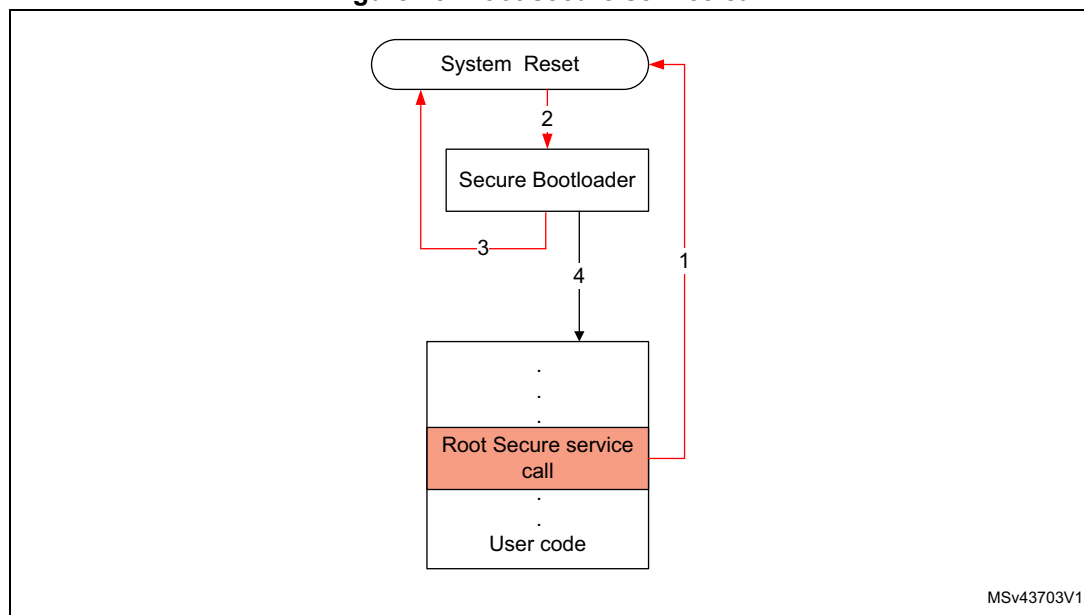 System Reset
2
Secure Bootloader
3
4
1
.
.
.
Root Secure service
call
.
.
User code
MSv43703V1